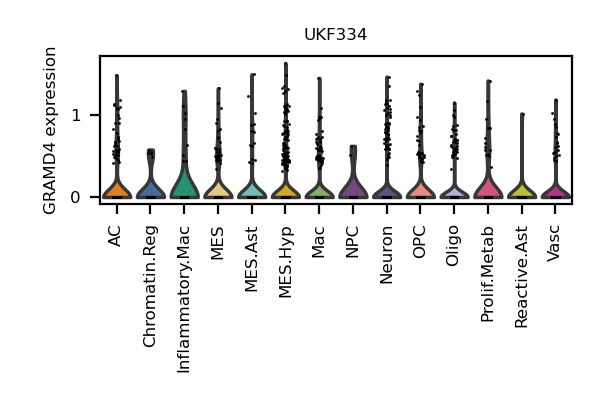 UKF334
GRAMD4 expression
1
0
AC
Chromatin.Reg
Inflammatory.Mac
MES
MES.Ast
MES.Hyp
Mac
NPC
Neuron
OPC
Oligo
Prolif.Metab
Reactive.Ast
Vasc